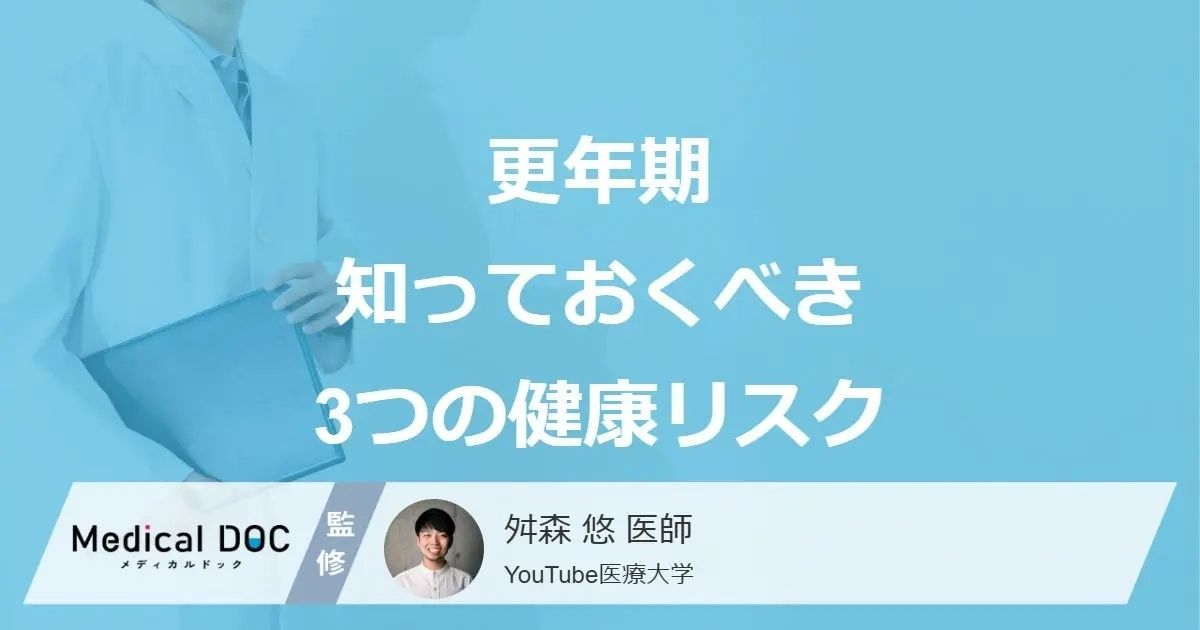 更年期
知っておくべき
3つの健康リスク
Medical DOC
メディカルドック
監修
舛森 悠 医師
YouTube医療大学